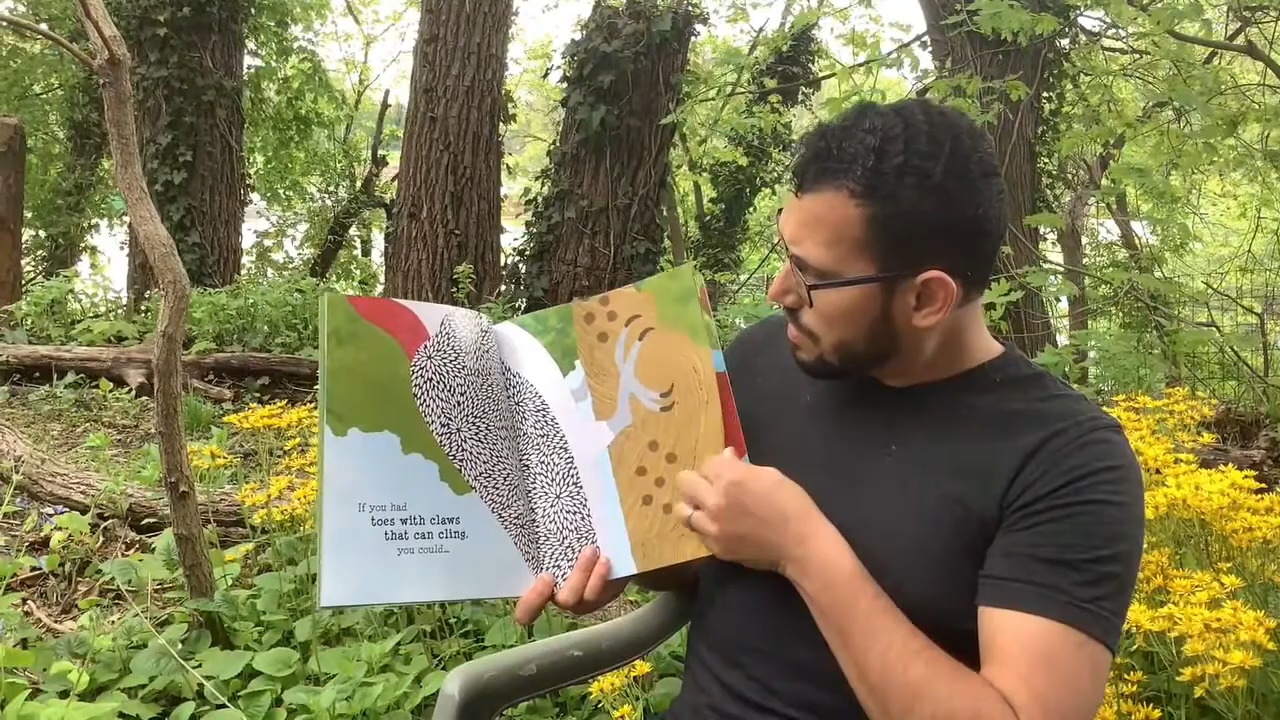 If you had
toes with claws
that can cling,
you could...